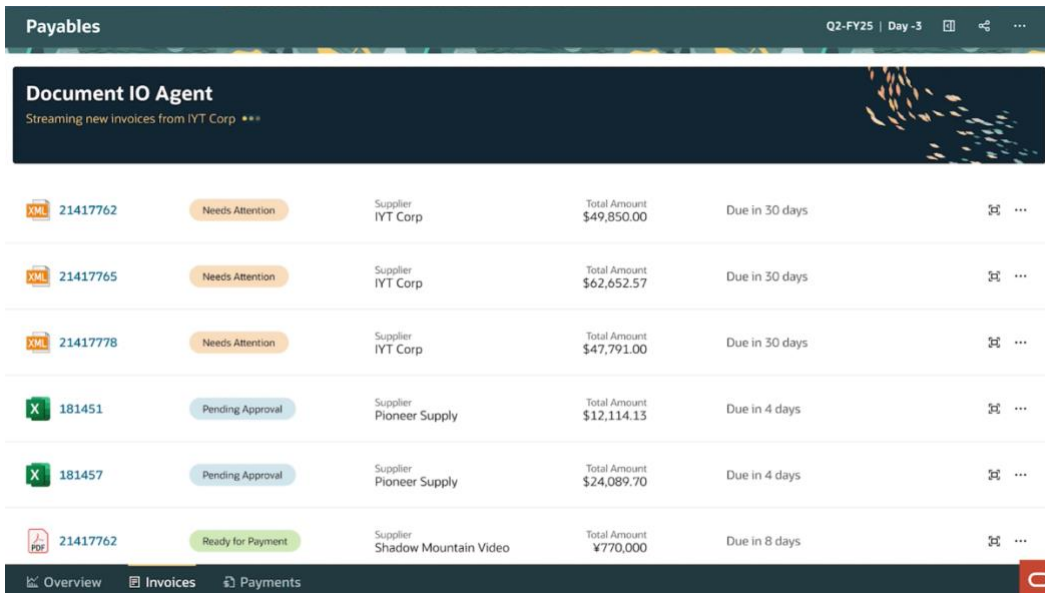 Payables
Q2-FY25 | Day -3
Document IO Agent
Streaming new invoices from IYT Corp
XML 21417762 Needs Attention Supplier IYT Corp Total Amount $49,850.00 Due in 30 days
XML 21417765 Needs Attention Supplier IYT Corp Total Amount $62,652.57 Due in 30 days
XML 21417778 Needs Attention Supplier IYT Corp Total Amount $47,791.00 Due in 30 days
X 181451 Pending Approval Supplier Pioneer Supply Total Amount $12,114.13 Due in 4 days
X 181457 Pending Approval Supplier Pioneer Supply Total Amount $24,089.70 Due in 4 days
PDF 21417762 Ready for Payment Supplier Shadow Mountain Video Total Amount ¥770,000 Due in 8 days
Overview Invoices Payments